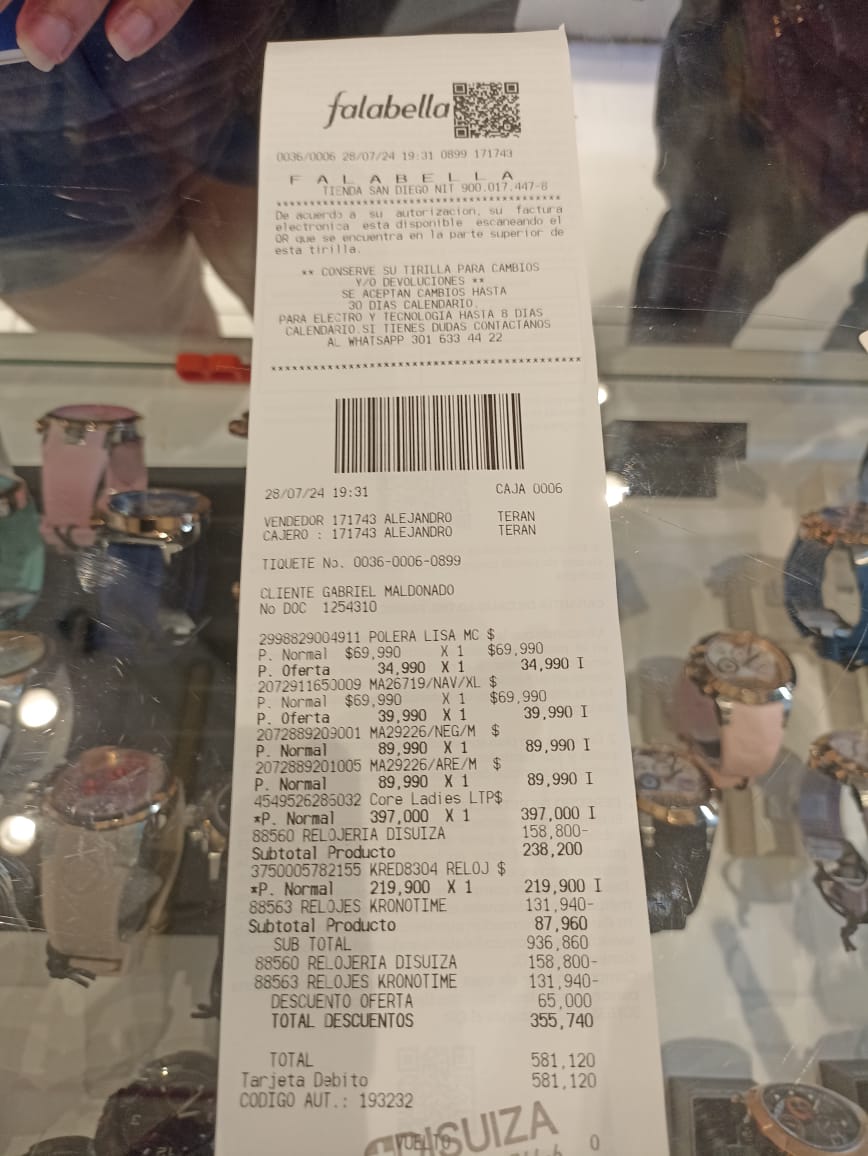 falabella
0036/0006 28/07/24 19:31 0899 171743
F A L A B E L L A
TIENDA SAN DIEGO NIT 900.017.447-8
****************************************
De acuerdo a su autorizacion, su factura
electronica esta disponible escaneando el
QR que se encuentra en la parte superior de
esta tirilla.
** CONSERVE SU TIRILLA PARA CAMBIOS
Y/O DEVOLUCIONES **
SE ACEPTAN CAMBIOS HASTA
30 DIAS CALENDARIO.
PARA ELECTRO Y TECNOLOGIA HASTA 8 DIAS
CALENDARIO.SI TIENES DUDAS CONTACTANOS
AL WHATSAPP 301 633 44 22
****************************************
28/07/24 19:31 CAJA 0006
VENDEDOR 171743 ALEJANDRO TERAN
CAJERO : 171743 ALEJANDRO TERAN
TIQUETE No. 0036-0006-0899
CLIENTE GABRIEL MALDONADO
No DOC 1254310
2998829004911 POLERA LISA MC $
P. Normal $69,990 X 1 $69,990
P. Oferta 34,990 X 1 34,990 I
2072911650009 MA26719/NAV/XL $
P. Normal $69,990 X 1 $69,990
P. Oferta 39,990 X 1 39,990 I
2072889209001 MA29226/NEG/M $
P. Normal 89,990 X 1 89,990 I
2072889201005 MA29226/ARE/M $
P. Normal 89,990 X 1 89,990 I
4549526286032 Core Ladies LTP$
*P. Normal 397,000 X 1 397,000 I
88560 RELOJERIA DISUIZA 158,800-
Subtotal Producto 238,200
3750005782155 KRED8304 RELOJ $
*P. Normal 219,900 X 1 219,900 I
88563 RELOJES KRONOTIME 131,940-
Subtotal Producto 87,960
SUB TOTAL 936,860
88560 RELOJERIA DISUIZA 158,800-
88563 RELOJES KRONOTIME 131,940-
DESCUENTO OFERTA 65,000
TOTAL DESCUENTOS 355,740
TOTAL 581,120
Tarjeta Debito 581,120
CODIGO AUT.: 193232
DISUIZA
VUELTO 0